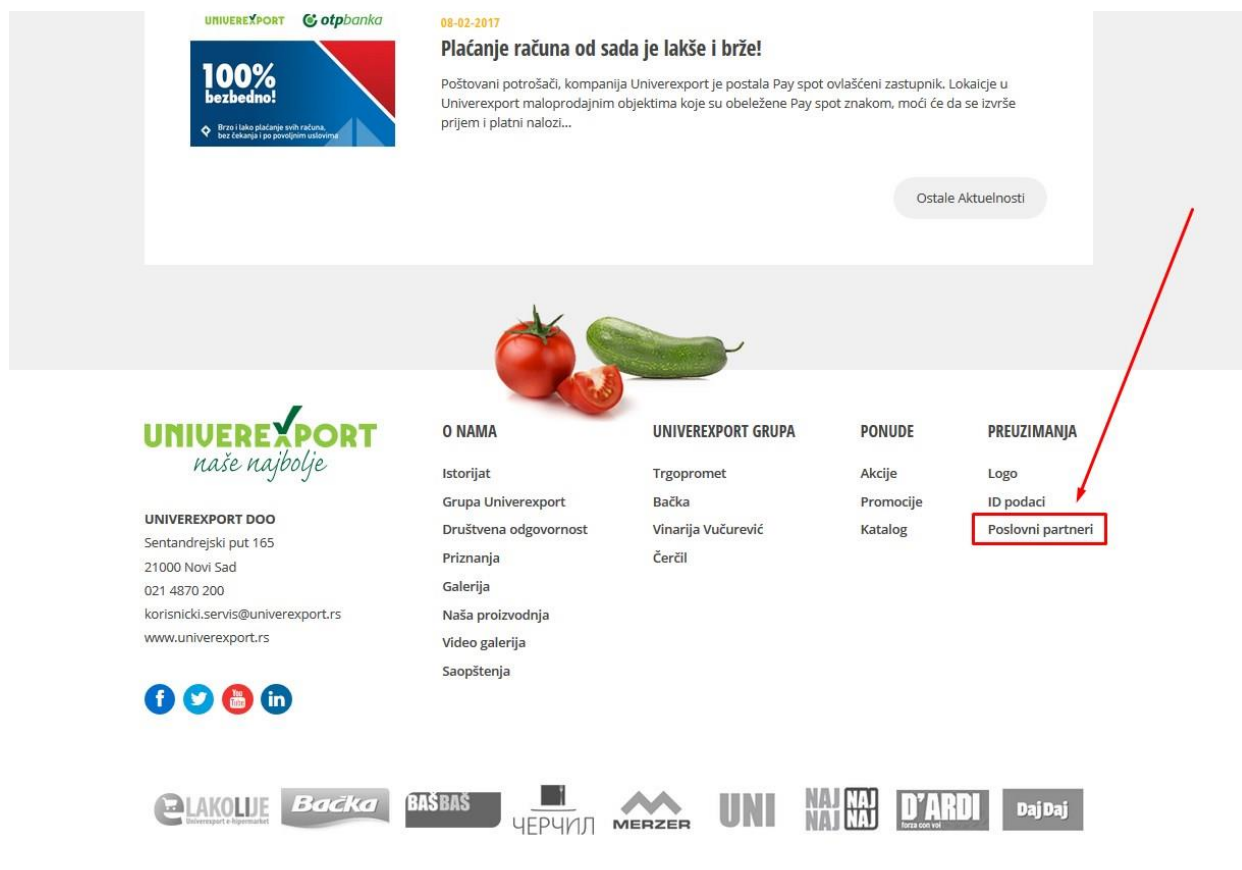 UNIVEREXPORT otpbanka
100%
bezbedno!
Brzo i lako plaćanje svih računa,
bez čekanja i po povoljnim uslovima
08-02-2017
Plaćanje računa od sada je lakše i brže!
Poštovani potrošači, kompanija Univerexport je postala Pay spot ovlašćeni zastupnik. Lokaicje u
Univerexport maloprodajnim objektima koje su obeležene Pay spot znakom, moći će da se izvrše
prijem i platni nalozi...
Ostale Aktuelnosti
UNIVEREXPORT
naše najbolje
UNIVEREXPORT DOO
Sentandrejski put 165
21000 Novi Sad
021 4870 200
korisnicki.servis@univerexport.rs
www.univerexport.rs
f
You
Tube
in
O NAMA
Istorijat
Grupa Univerexport
Društvena odgovornost
Priznanja
Galerija
Naša proizvodnja
Video galerija
Saopštenja
UNIVEREXPORT GRUPA
Trgopromet
Bačka
Vinarija Vučurević
Čerčil
PONUDE
Akcije
Promocije
Katalog
PREUZIMANJA
Logo
ID podaci
Poslovni partneri
eLAKOLIJE
Univerexport e-hipermarket
Bačka
BAŠBAŠ
ЧЕРЧИЛ
MERZER
UNI
NAJ NAJ
NAJ NAJ
D'ARDI
forza con voi
DajDaj